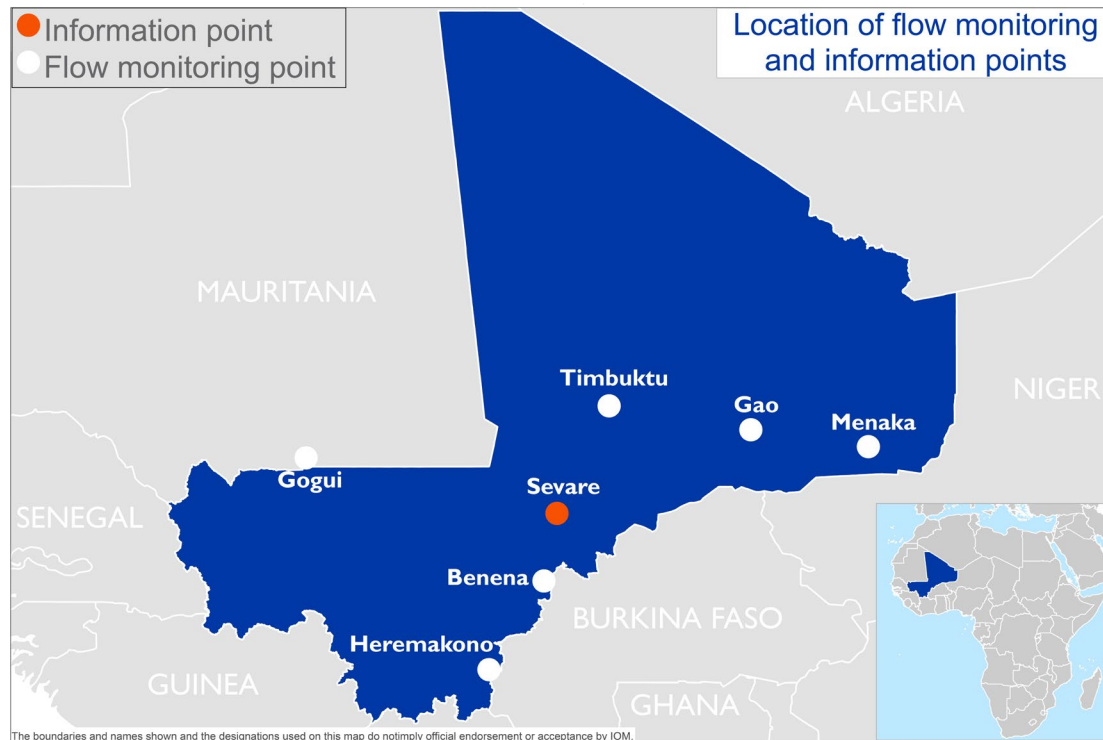 Information point
Flow monitoring point
Location of flow monitoring
and information points
ALGERIA
MAURITANIA
Timbuktu
Gao
NIGER
Menaka
Gogui
Sevare
SENEGAL
Benena
BURKINA FASO
Heremakono
GUINEA
GHANA
The boundaries and names shown and the designations used on this map do notimply official endorsement or acceptance by IOM.